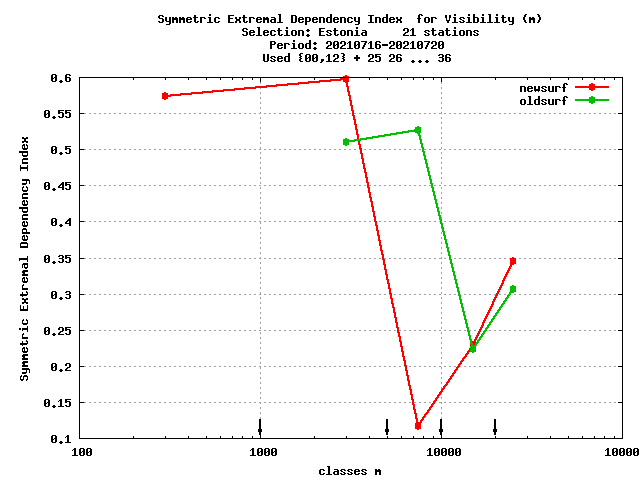 Symmetric Extremal Dependency Index  for Visibility (m)
Selection: Estonia     21 stations
Period: 20210716-20210720
Used {00,12} + 25 26 ... 36
newsurf
oldsurf
Symmetric Extremal Dependency Index
0.6
0.55
0.5
0.45
0.4
0.35
0.3
0.25
0.2
0.15
0.1
100 1000 10000 10000
classes m